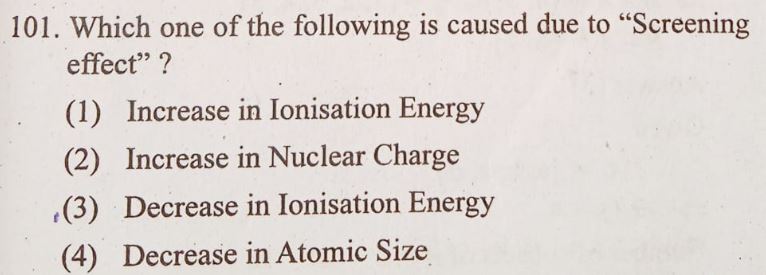 101. Which one of the following is caused due to “Screening
effect” ?
(1) Increase in Ionisation Energy
(2) Increase in Nuclear Charge
(3) Decrease in Ionisation Energy
(4) Decrease in Atomic Size